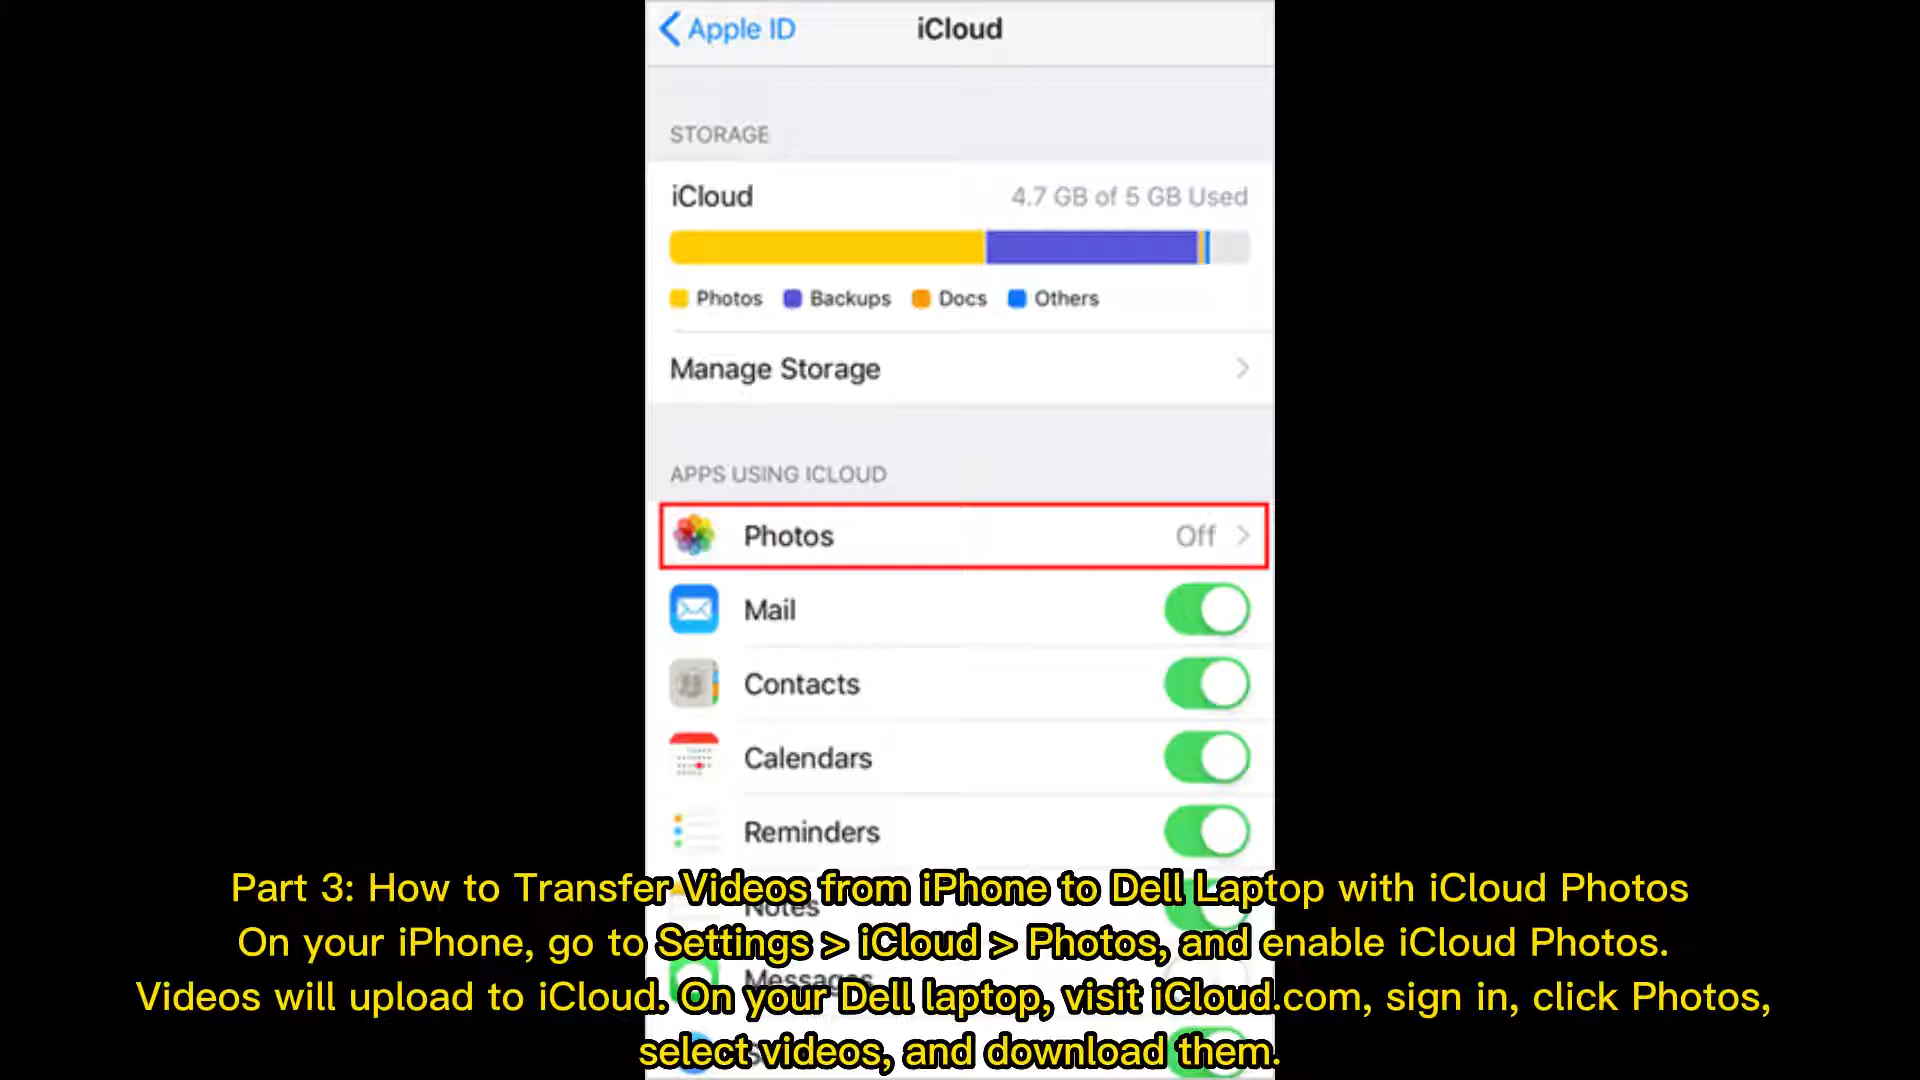 Apple ID
iCloud
STORAGE
iCloud
4.7 GB of 5 GB Used
Photos
Backups
Docs
Others
Manage Storage
APPS USING ICLOUD
Photos
Off
Mail
Contacts
Calendars
Reminders
Notes
Messages
Part 3: How to Transfer Videos from iPhone to Dell Laptop with iCloud Photos
On your iPhone, go to Settings > iCloud > Photos, and enable iCloud Photos.
Videos will upload to iCloud. On your Dell laptop, visit iCloud.com, sign in, click Photos,
select videos, and download them.